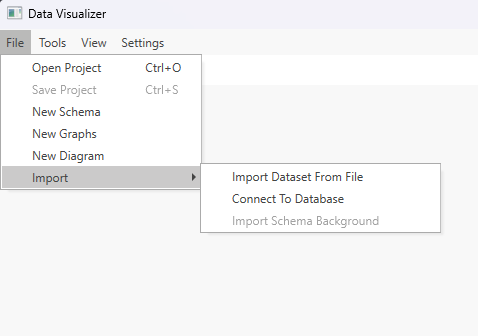 Data Visualizer
File Tools View Settings
Open Project Ctrl+O
Save Project Ctrl+S
New Schema
New Graphs
New Diagram
Import
Import Dataset From File
Connect To Database
Import Schema Background